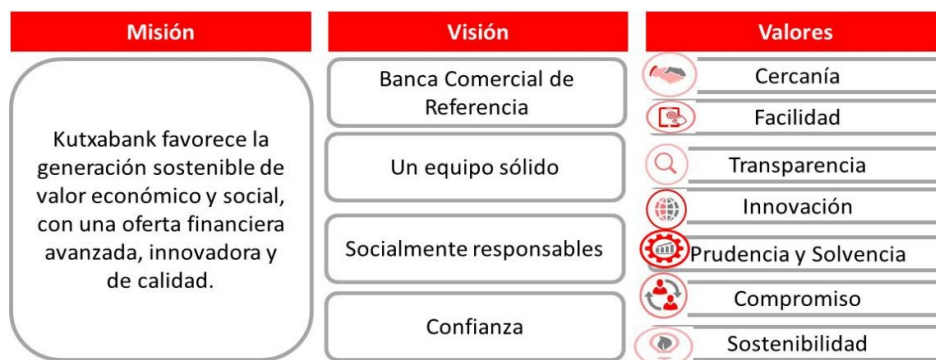 Misión
Kutxabank favorece la
generación sostenible de
valor económico y social,
con una oferta financiera
avanzada, innovadora y
de calidad.
Visión
Banca Comercial de
Referencia
Un equipo sólido
Socialmente responsables
Confianza
Valores
Cercanía
Facilidad
Transparencia
Innovación
Prudencia y Solvencia
Compromiso
Sostenibilidad